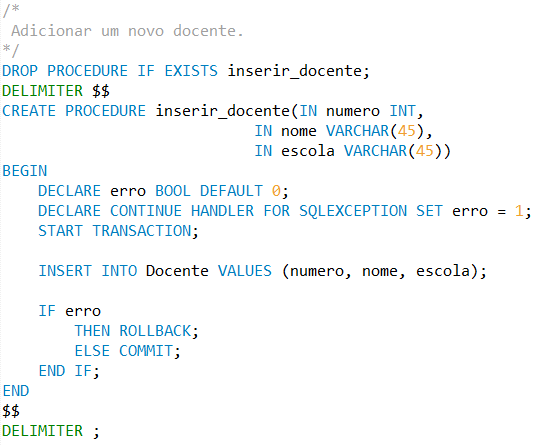 /*
 Adicionar um novo docente.
*/
DROP PROCEDURE IF EXISTS inserir_docente;
DELIMITER $$
CREATE PROCEDURE inserir_docente(IN numero INT,
                            IN nome VARCHAR(45),
                            IN escola VARCHAR(45))
BEGIN
    DECLARE erro BOOL DEFAULT 0;
    DECLARE CONTINUE HANDLER FOR SQLEXCEPTION SET erro = 1;
    START TRANSACTION;

    INSERT INTO Docente VALUES (numero, nome, escola);

    IF erro
        THEN ROLLBACK;
        ELSE COMMIT;
    END IF;
END
$$
DELIMITER ;